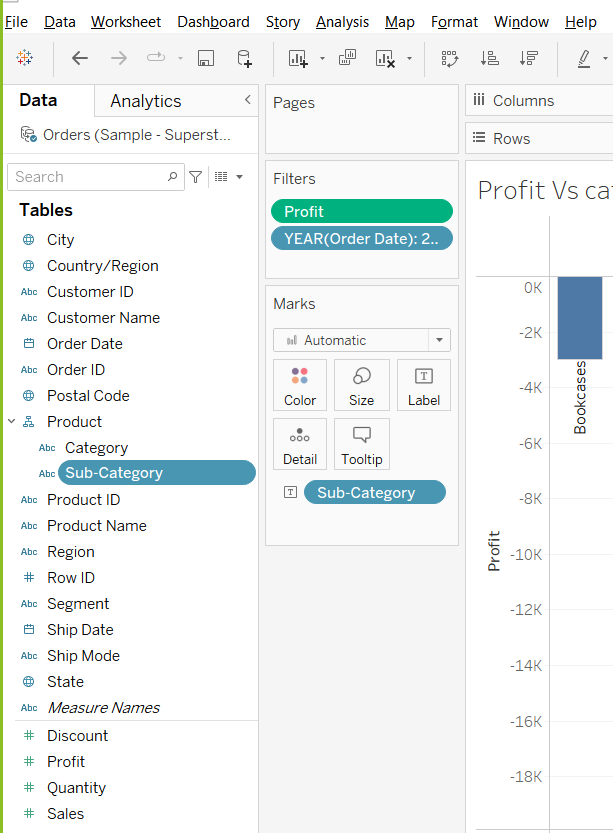 File Data Worksheet Dashboard Story Analysis Map Format Window Help
Data Analytics
Orders (Sample - Superst...
Search
Tables
City
Country/Region
Abc Customer ID
Abc Customer Name
Order Date
Abc Order ID
Postal Code
Product
Abc Category
Abc Sub-Category
Abc Product ID
Abc Product Name
Abc Region
# Row ID
Abc Segment
Ship Date
Abc Ship Mode
State
Abc Measure Names
# Discount
# Profit
# Quantity
# Sales
Pages
Filters
Profit
YEAR(Order Date): 2..
Marks
Automatic
Color Size T Label
Detail Tooltip
T Sub-Category
Columns
Rows
Profit Vs ca
0K
-2K
-4K
-6K
-8K
-10K
-12K
-14K
-16K
-18K
Profit
Bookcases